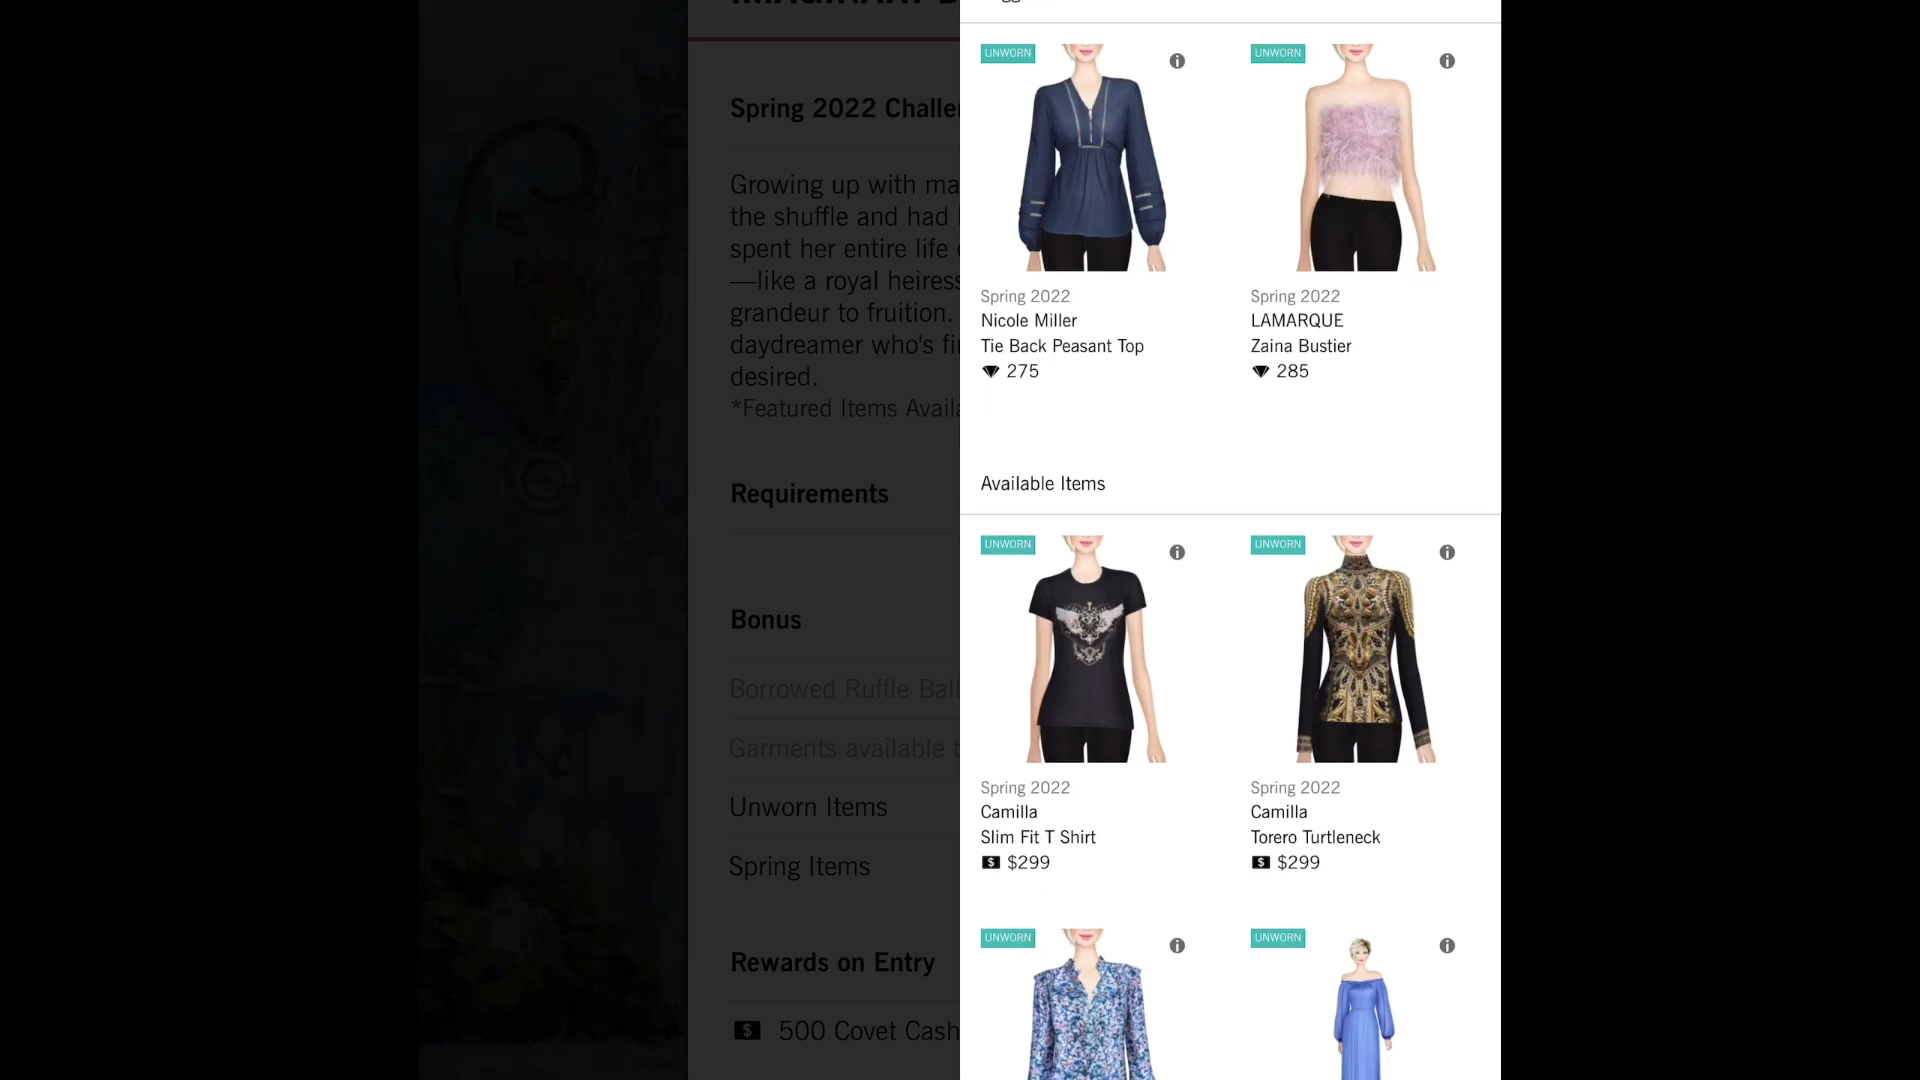 Spring 2022 Challe
Growing up with ma
the shuffle and had
spent her entire life
—like a royal heiress
grandeur to fruition.
daydreamer who's fi
desired.
*Featured Items Avail
Requirements
Bonus
Borrowed Ruffle Ball
Garments available t
Unworn Items
Spring Items
Rewards on Entry
$ 500 Covet Cash
UNWORN
Spring 2022
Nicole Miller
Tie Back Peasant Top
275
UNWORN
Spring 2022
LAMARQUE
Zaina Bustier
285
Available Items
UNWORN
Spring 2022
Camilla
Slim Fit T Shirt
$ $299
UNWORN
Spring 2022
Camilla
Torero Turtleneck
$ $299
UNWORN
UNWORN